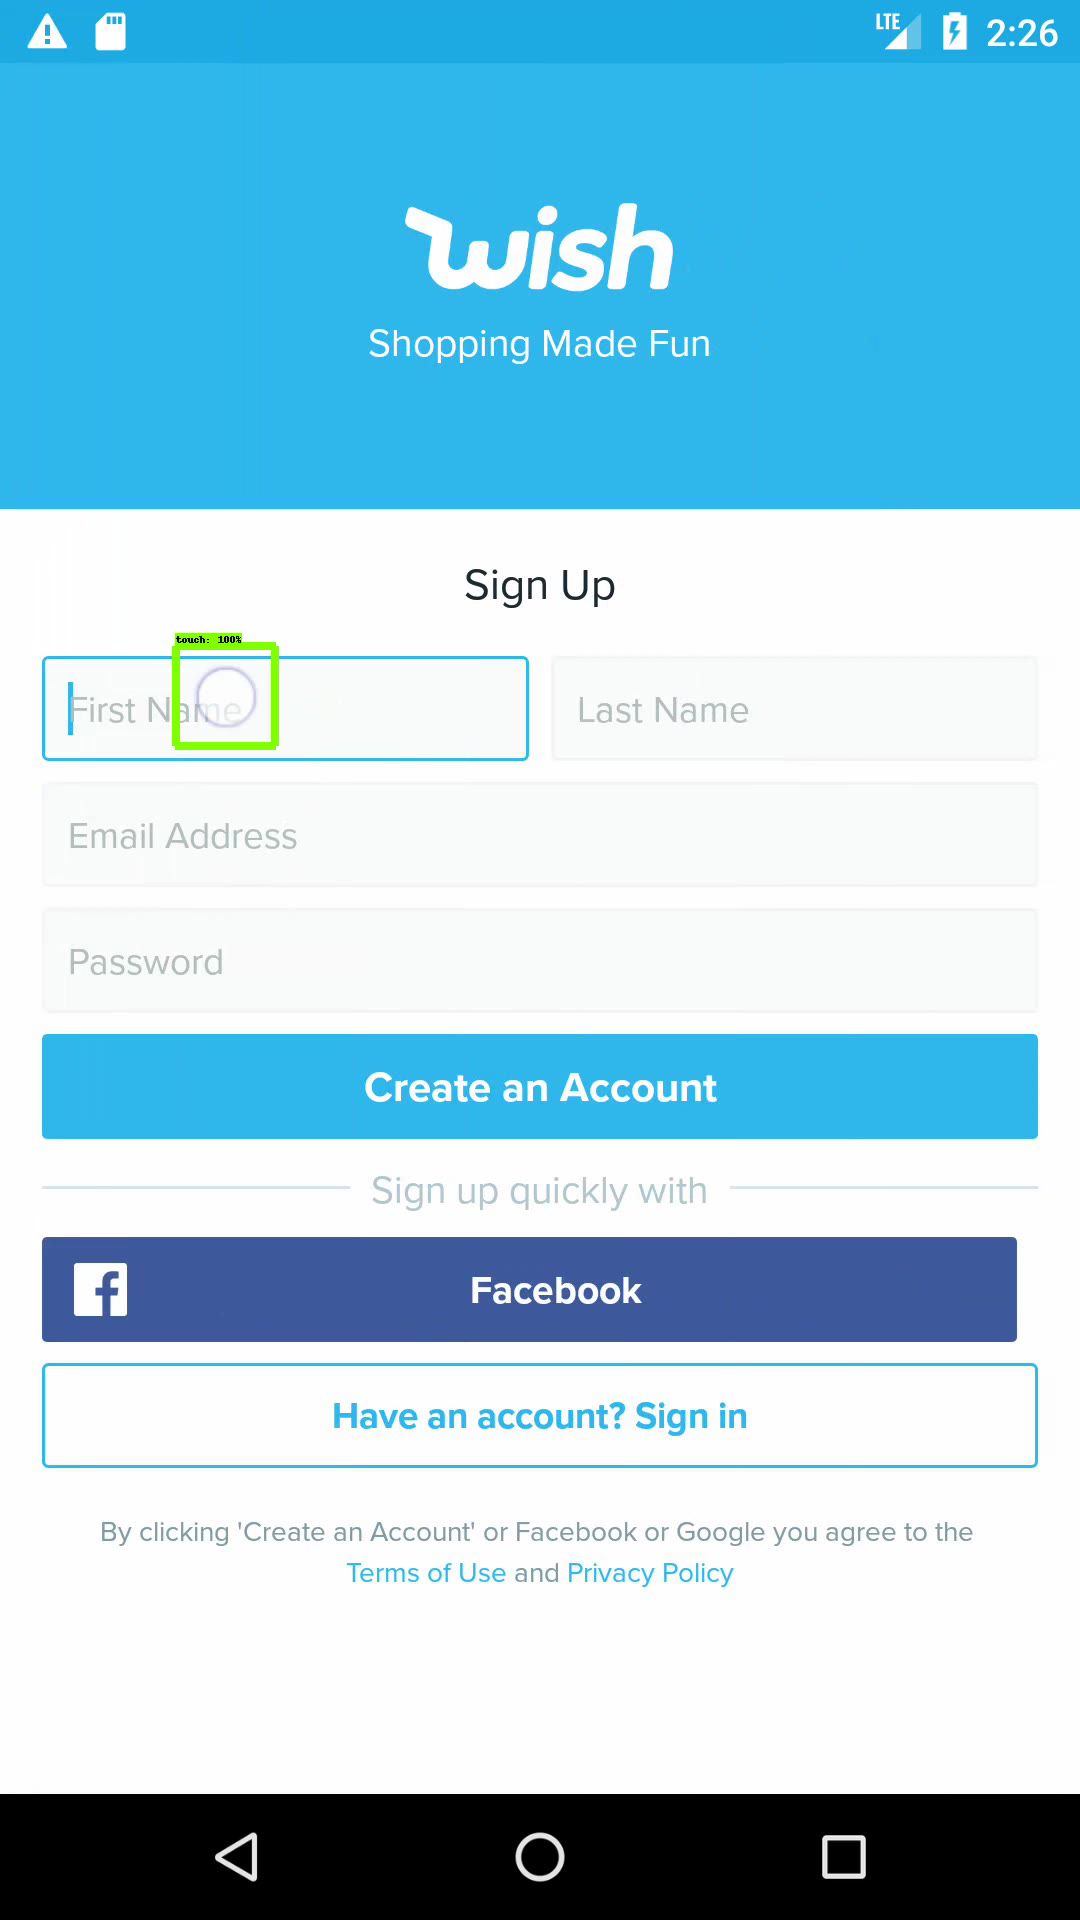 LTE 2:26
wish
Shopping Made Fun
Sign Up
touch: 100%
First Name Last Name
Email Address
Password
Create an Account
Sign up quickly with
Facebook
Have an account? Sign in
By clicking 'Create an Account' or Facebook or Google you agree to the
Terms of Use and Privacy Policy